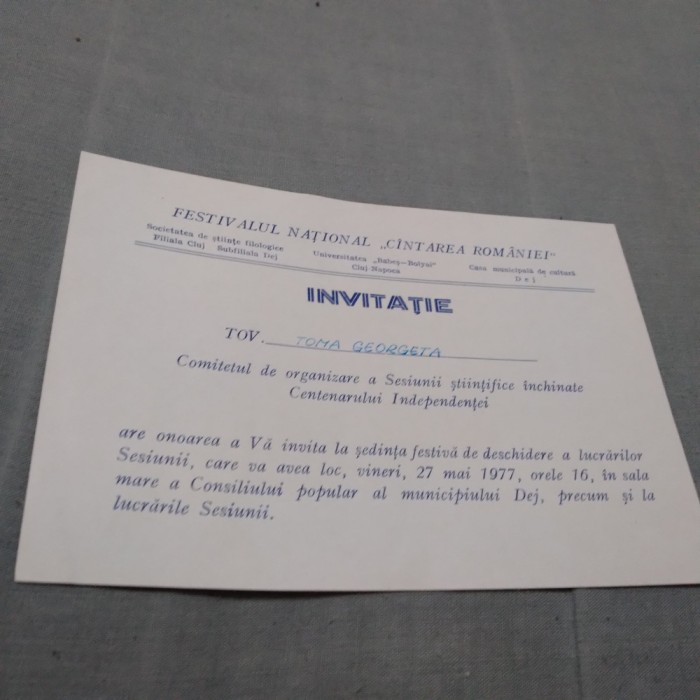 FESTIVALUL NAȚIONAL „CÎNTAREA ROMÂNIEI"
Societatea de științe filologice
Filiala Cluj Subfiliala Dej
Universitatea „Babeș—Bolyai"
Cluj-Napoca
Casa municipală de cultură
Dej
INVITAȚIE
TOV. TOMA GEORGETA
Comitetul de organizare a Sesiunii științifice închinate
Centenarului Independenței
are onoarea a Vă invita la ședința festivă de deschidere a lucrărilor
Sesiunii, care va avea loc, vineri, 27 mai 1977, orele 16, în sala
mare a Consiliului popular al municipiului Dej, precum și la
lucrările Sesiunii.